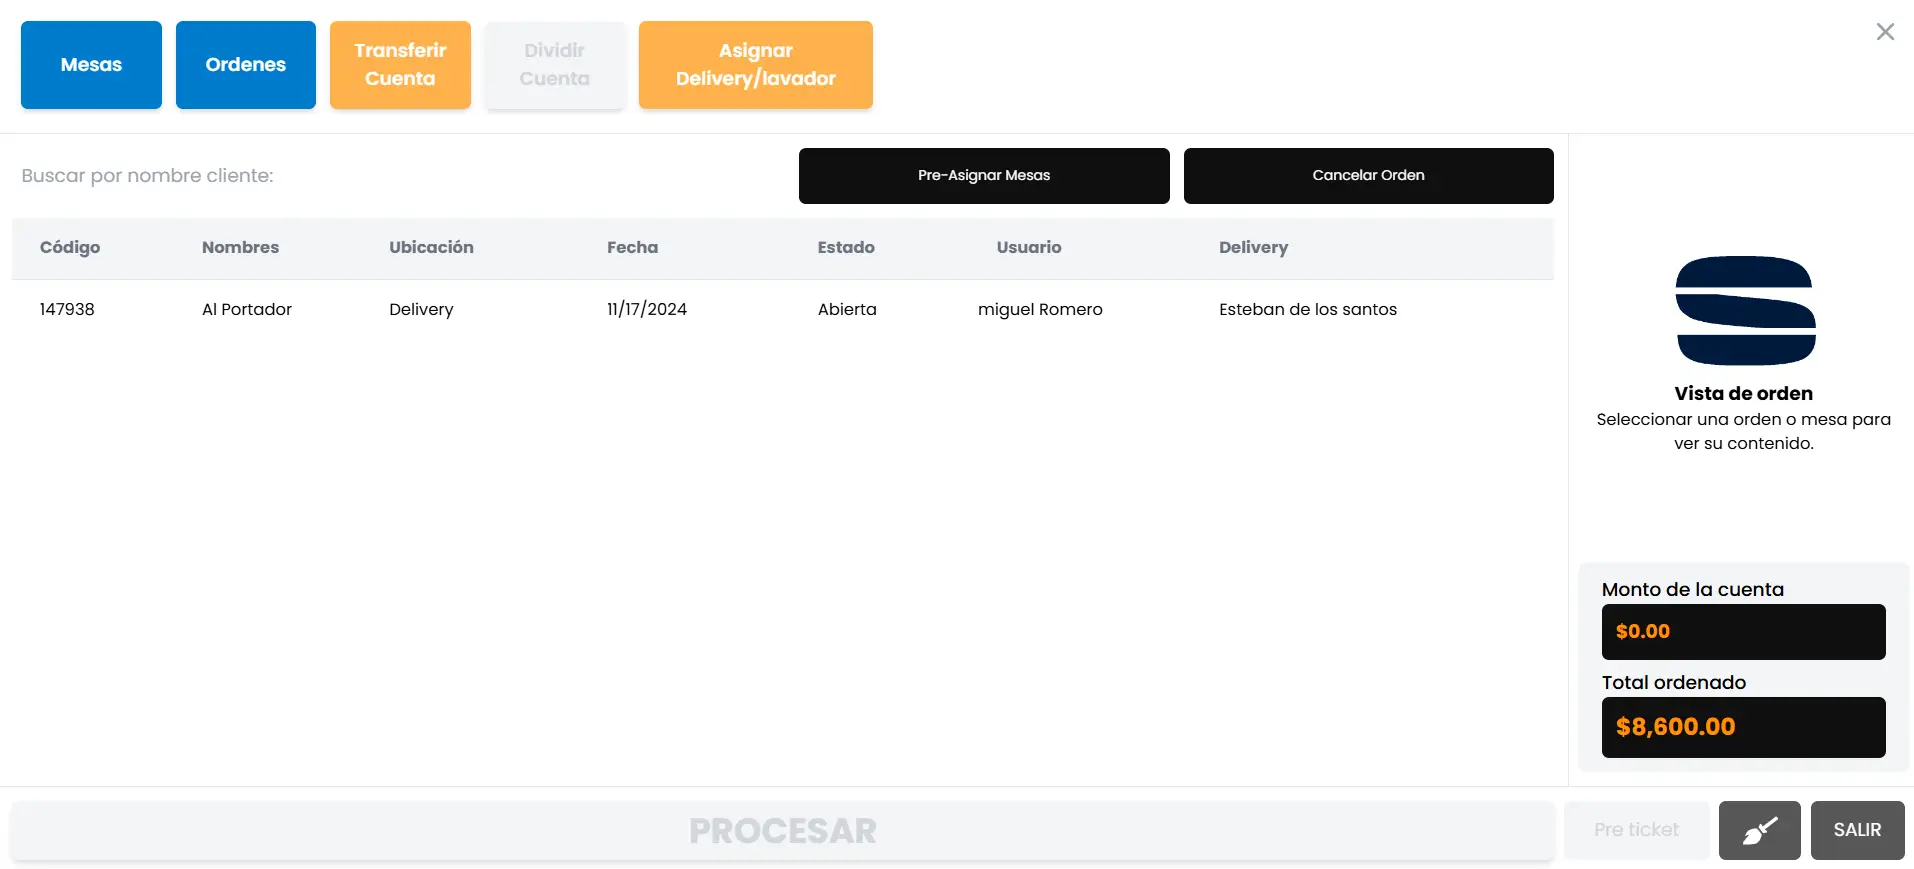 Mesas
Ordenes
Transferir
Cuenta
Dividir
Cuenta
Asignar
Delivery/lavador
Buscar por nombre cliente:
Pre-Asignar Mesas
Cancelar Orden
Código Nombres Ubicación Fecha Estado Usuario Delivery
147938 Al Portador Delivery 11/17/2024 Abierta miguel Romero Esteban de los santos
Vista de orden
Seleccionar una orden o mesa para
ver su contenido.
Monto de la cuenta
$0.00
Total ordenado
$8,600.00
PROCESAR
Pre ticket
SALIR